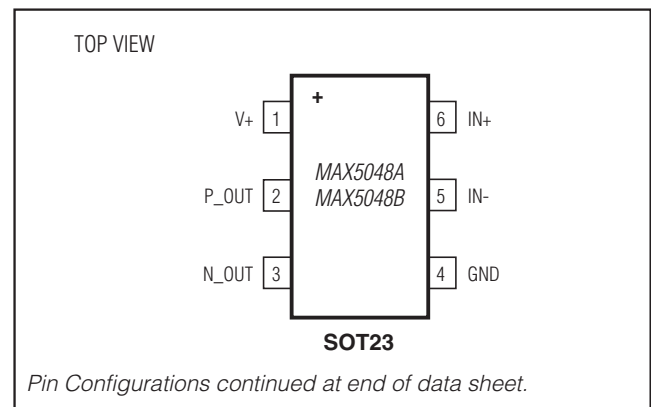 TOP VIEW
+
V+ 1
6 IN+
MAX5048A
MAX5048B
P_OUT 2
5 IN-
N_OUT 3
4 GND
SOT23
Pin Configurations continued at end of data sheet.